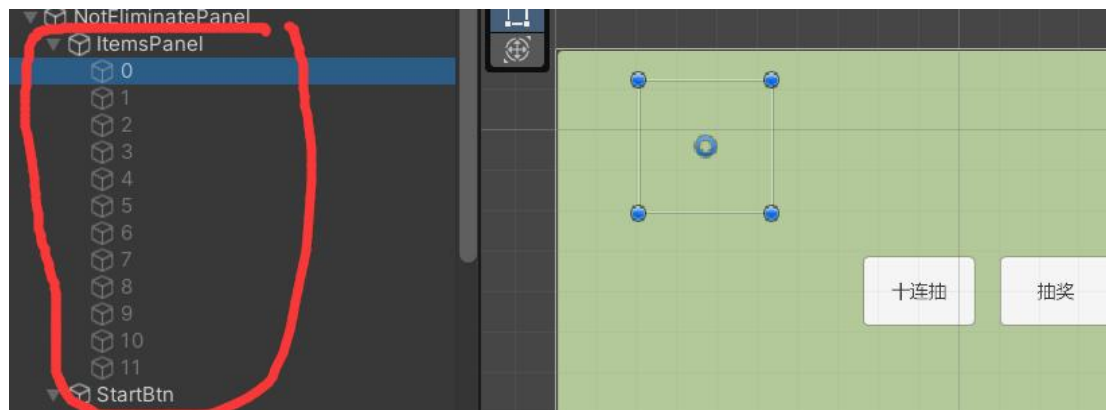 NotEliminatePanel
ItemsPanel
0
1
2
3
4
5
6
7
8
9
10
11
StartBtn
十连抽
抽奖